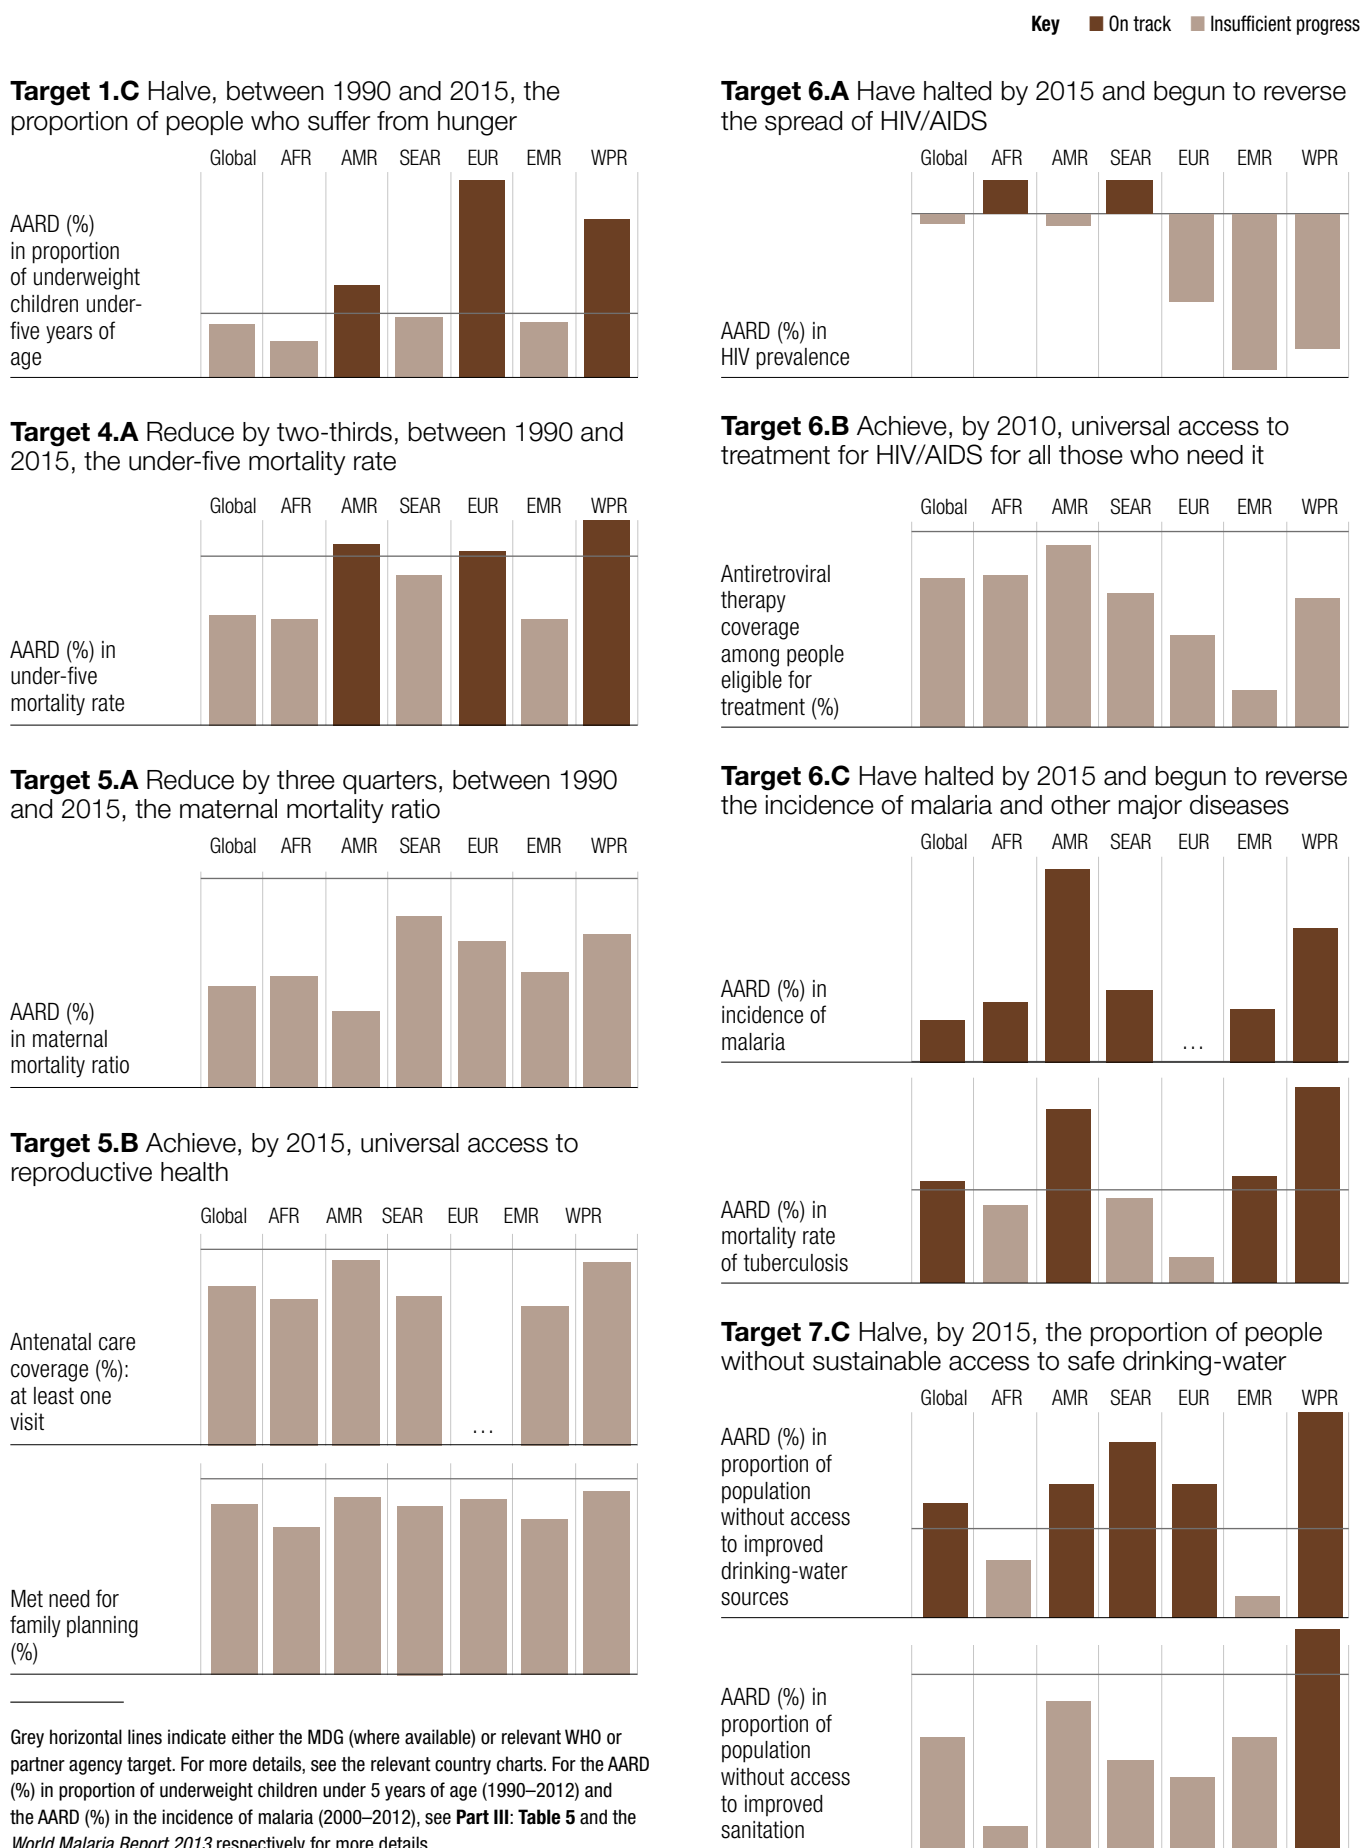 Key On track Insufficient progress
Target 1.C Halve, between 1990 and 2015, the
proportion of people who suffer from hunger
Global AFR AMR SEAR EUR EMR WPR
AARD (%)
in proportion
of underweight
children under-
five years of
age
Target 4.A Reduce by two-thirds, between 1990 and
2015, the under-five mortality rate
Global AFR AMR SEAR EUR EMR WPR
AARD (%) in
under-five
mortality rate
Target 5.A Reduce by three quarters, between 1990
and 2015, the maternal mortality ratio
Global AFR AMR SEAR EUR EMR WPR
AARD (%)
in maternal
mortality ratio
Target 5.B Achieve, by 2015, universal access to
reproductive health
Global AFR AMR SEAR EUR EMR WPR
Antenatal care
coverage (%):
at least one
visit
...
Met need for
family planning
(%)
Grey horizontal lines indicate either the MDG (where available) or relevant WHO or
partner agency target. For more details, see the relevant country charts. For the AARD
(%) in proportion of underweight children under 5 years of age (1990–2012) and
the AARD (%) in the incidence of malaria (2000–2012), see Part III: Table 5 and the
World Malaria Report 2013 respectively for more details.
Target 6.A Have halted by 2015 and begun to reverse
the spread of HIV/AIDS
Global AFR AMR SEAR EUR EMR WPR
AARD (%) in
HIV prevalence
Target 6.B Achieve, by 2010, universal access to
treatment for HIV/AIDS for all those who need it
Global AFR AMR SEAR EUR EMR WPR
Antiretroviral
therapy
coverage
among people
eligible for
treatment (%)
Target 6.C Have halted by 2015 and begun to reverse
the incidence of malaria and other major diseases
Global AFR AMR SEAR EUR EMR WPR
AARD (%) in
incidence of
malaria
...
AARD (%) in
mortality rate
of tuberculosis
Target 7.C Halve, by 2015, the proportion of people
without sustainable access to safe drinking-water
Global AFR AMR SEAR EUR EMR WPR
AARD (%) in
proportion of
population
without access
to improved
drinking-water
sources
AARD (%) in
proportion of
population
without access
to improved
sanitation